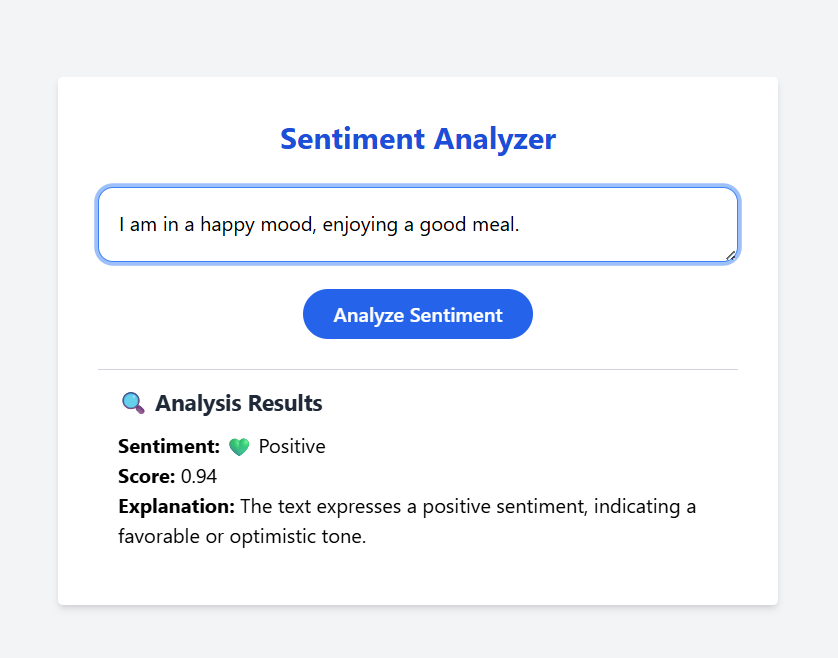 Sentiment Analyzer
I am in a happy mood, enjoying a good meal.
Analyze Sentiment
🔍 Analysis Results
Sentiment: 💚 Positive
Score: 0.94
Explanation: The text expresses a positive sentiment, indicating a
favorable or optimistic tone.